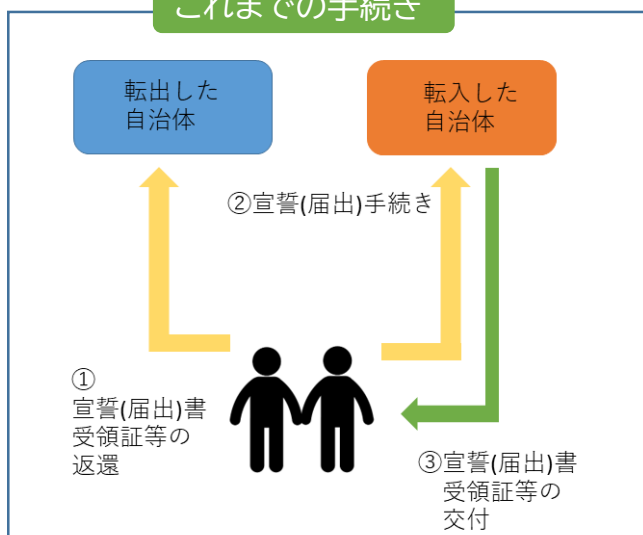 これまでの手続き
転出した
自治体
転入した
自治体
②宣誓(届出)手続き
①
宣誓(届出)書
受領証等の
返還
③宣誓(届出)書
受領証等の
交付